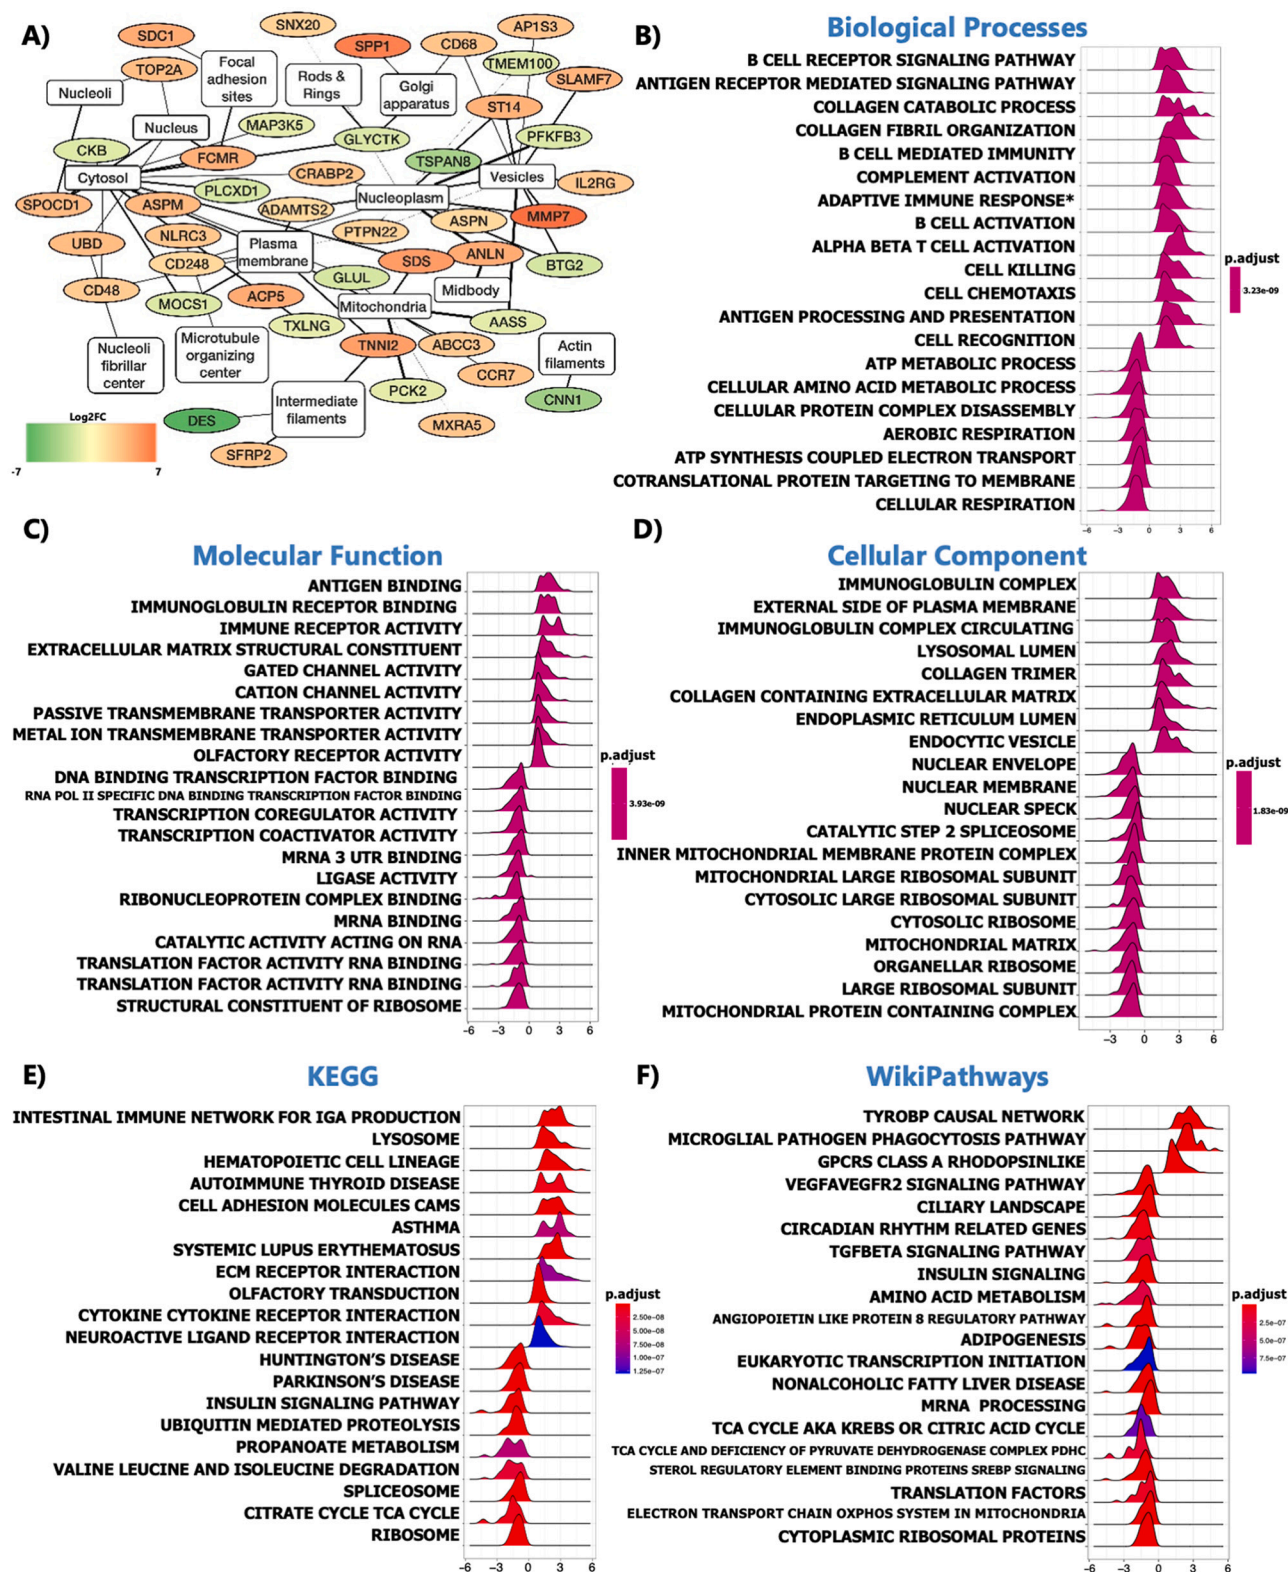 A)
SDC1
SNX20
SPP1
CD68
AP1S3
TOP2A
Focal
adhesion
sites
Rods &
Rings
Golgi
apparatus
TMEM100
SLAMF7
Nucleoli
ST14
Nucleus
MAP3K5
GLYCTK
PFKFB3
CKB
FCMR
TSPAN8
Cytosol
CRABP2
Vesicles
IL2RG
PLCXD1
Nucleoplasm
SPOCD1
ASPM
ADAMTS2
ASPN
MMP7
UBD
NLRC3
PTPN22
Plasma
membrane
CD248
SDS
ANLN
BTG2
CD48
MOCS1
ACP5
GLUL
Midbody
Mitochondria
TXLNG
AASS
Nucleoli
fibrillar
center
Microtubule
organizing
center
TNNI2
ABCC3
Actin
filaments
CCR7
PCK2
CNN1
Intermediate
filaments
DES
MXRA5
SFRP2
Log2FC
-7
7
B)
Biological Processes
B CELL RECEPTOR SIGNALING PATHWAY
ANTIGEN RECEPTOR MEDIATED SIGNALING PATHWAY
COLLAGEN CATABOLIC PROCESS
COLLAGEN FIBRIL ORGANIZATION
B CELL MEDIATED IMMUNITY
COMPLEMENT ACTIVATION
ADAPTIVE IMMUNE RESPONSE*
B CELL ACTIVATION
ALPHA BETA T CELL ACTIVATION
CELL KILLING
CELL CHEMOTAXIS
ANTIGEN PROCESSING AND PRESENTATION
CELL RECOGNITION
ATP METABOLIC PROCESS
CELLULAR AMINO ACID METABOLIC PROCESS
CELLULAR PROTEIN COMPLEX DISASSEMBLY
AEROBIC RESPIRATION
ATP SYNTHESIS COUPLED ELECTRON TRANSPORT
COTRANSLATIONAL PROTEIN TARGETING TO MEMBRANE
CELLULAR RESPIRATION
-6 -3 0 3 6
p.adjust
3.23e-09
C)
Molecular Function
ANTIGEN BINDING
IMMUNOGLOBULIN RECEPTOR BINDING
IMMUNE RECEPTOR ACTIVITY
EXTRACELLULAR MATRIX STRUCTURAL CONSTITUENT
GATED CHANNEL ACTIVITY
CATION CHANNEL ACTIVITY
PASSIVE TRANSMEMBRANE TRANSPORTER ACTIVITY
METAL ION TRANSMEMBRANE TRANSPORTER ACTIVITY
OLFACTORY RECEPTOR ACTIVITY
DNA BINDING TRANSCRIPTION FACTOR BINDING
RNA POL II SPECIFIC DNA BINDING TRANSCRIPTION FACTOR BINDING
TRANSCRIPTION COREGULATOR ACTIVITY
TRANSCRIPTION COACTIVATOR ACTIVITY
MRNA 3 UTR BINDING
LIGASE ACTIVITY
RIBONUCLEOPROTEIN COMPLEX BINDING
MRNA BINDING
CATALYTIC ACTIVITY ACTING ON RNA
TRANSLATION FACTOR ACTIVITY RNA BINDING
TRANSLATION FACTOR ACTIVITY RNA BINDING
STRUCTURAL CONSTITUENT OF RIBOSOME
-6 -3 0 3 6
p.adjust
3.93e-09
D)
Cellular Component
IMMUNOGLOBULIN COMPLEX
EXTERNAL SIDE OF PLASMA MEMBRANE
IMMUNOGLOBULIN COMPLEX CIRCULATING
LYSOSOMAL LUMEN
COLLAGEN TRIMER
COLLAGEN CONTAINING EXTRACELLULAR MATRIX
ENDOPLASMIC RETICULUM LUMEN
ENDOCYTIC VESICLE
NUCLEAR ENVELOPE
NUCLEAR MEMBRANE
NUCLEAR SPECK
CATALYTIC STEP 2 SPLICEOSOME
INNER MITOCHONDRIAL MEMBRANE PROTEIN COMPLEX
MITOCHONDRIAL LARGE RIBOSOMAL SUBUNIT
CYTOSOLIC LARGE RIBOSOMAL SUBUNIT
CYTOSOLIC RIBOSOME
MITOCHONDRIAL MATRIX
ORGANELLAR RIBOSOME
LARGE RIBOSOMAL SUBUNIT
MITOCHONDRIAL PROTEIN CONTAINING COMPLEX
-3 0 3 6
p.adjust
1.83e-09
E)
KEGG
INTESTINAL IMMUNE NETWORK FOR IGA PRODUCTION
LYSOSOME
HEMATOPOIETIC CELL LINEAGE
AUTOIMMUNE THYROID DISEASE
CELL ADHESION MOLECULES CAMS
ASTHMA
SYSTEMIC LUPUS ERYTHEMATOSUS
ECM RECEPTOR INTERACTION
OLFACTORY TRANSDUCTION
CYTOKINE CYTOKINE RECEPTOR INTERACTION
NEUROACTIVE LIGAND RECEPTOR INTERACTION
HUNTINGTON'S DISEASE
PARKINSON'S DISEASE
INSULIN SIGNALING PATHWAY
UBIQUITIN MEDIATED PROTEOLYSIS
PROPANOATE METABOLISM
VALINE LEUCINE AND ISOLEUCINE DEGRADATION
SPLICEOSOME
CITRATE CYCLE TCA CYCLE
RIBOSOME
-6 -3 0 3 6
p.adjust
2.50e-08
5.00e-08
7.50e-08
1.00e-07
1.25e-07
F)
WikiPathways
TYROBP CAUSAL NETWORK
MICROGLIAL PATHOGEN PHAGOCYTOSIS PATHWAY
GPCRS CLASS A RHODOPSINLIKE
VEGFAVEGFR2 SIGNALING PATHWAY
CILIARY LANDSCAPE
CIRCADIAN RHYTHM RELATED GENES
TGFBETA SIGNALING PATHWAY
INSULIN SIGNALING
AMINO ACID METABOLISM
ANGIOPOIETIN LIKE PROTEIN 8 REGULATORY PATHWAY
ADIPOGENESIS
EUKARYOTIC TRANSCRIPTION INITIATION
NONALCOHOLIC FATTY LIVER DISEASE
MRNA PROCESSING
TCA CYCLE AKA KREBS OR CITRIC ACID CYCLE
TCA CYCLE AND DEFICIENCY OF PYRUVATE DEHYDROGENASE COMPLEX PDHC
STEROL REGULATORY ELEMENT BINDING PROTEINS SREBP SIGNALING
TRANSLATION FACTORS
ELECTRON TRANSPORT CHAIN OXPHOS SYSTEM IN MITOCHONDRIA
CYTOPLASMIC RIBOSOMAL PROTEINS
-6 -3 0 3 6
p.adjust
2.5e-07
5.0e-07
7.5e-07